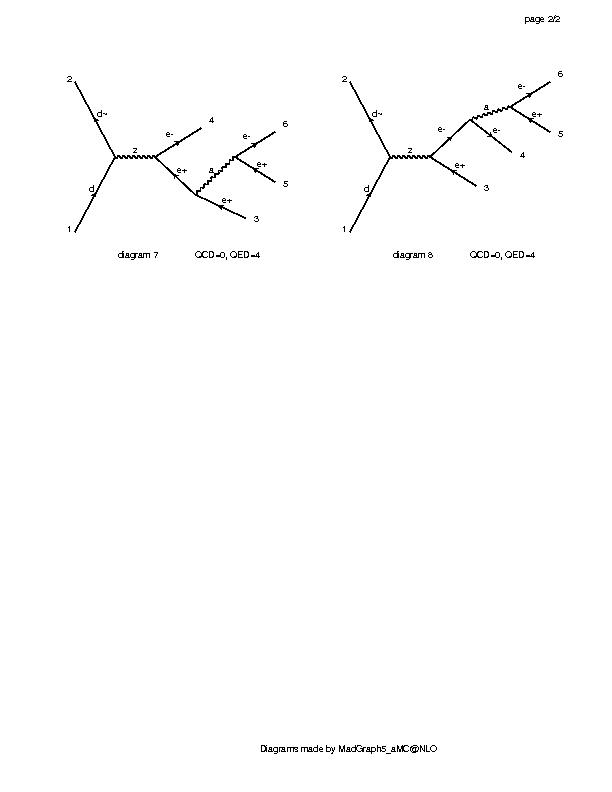 page 2/2
2
d~
d
1
z
e-
4
e+
a
e-
6
e+
5
e+
3
diagram 7 QCD=0, QED=4
2
d~
d
1
z
e-
a
e-
6
e+
5
e-
4
e+
3
diagram 8 QCD=0, QED=4
Diagrams made by MadGraph5_aMC@NLO